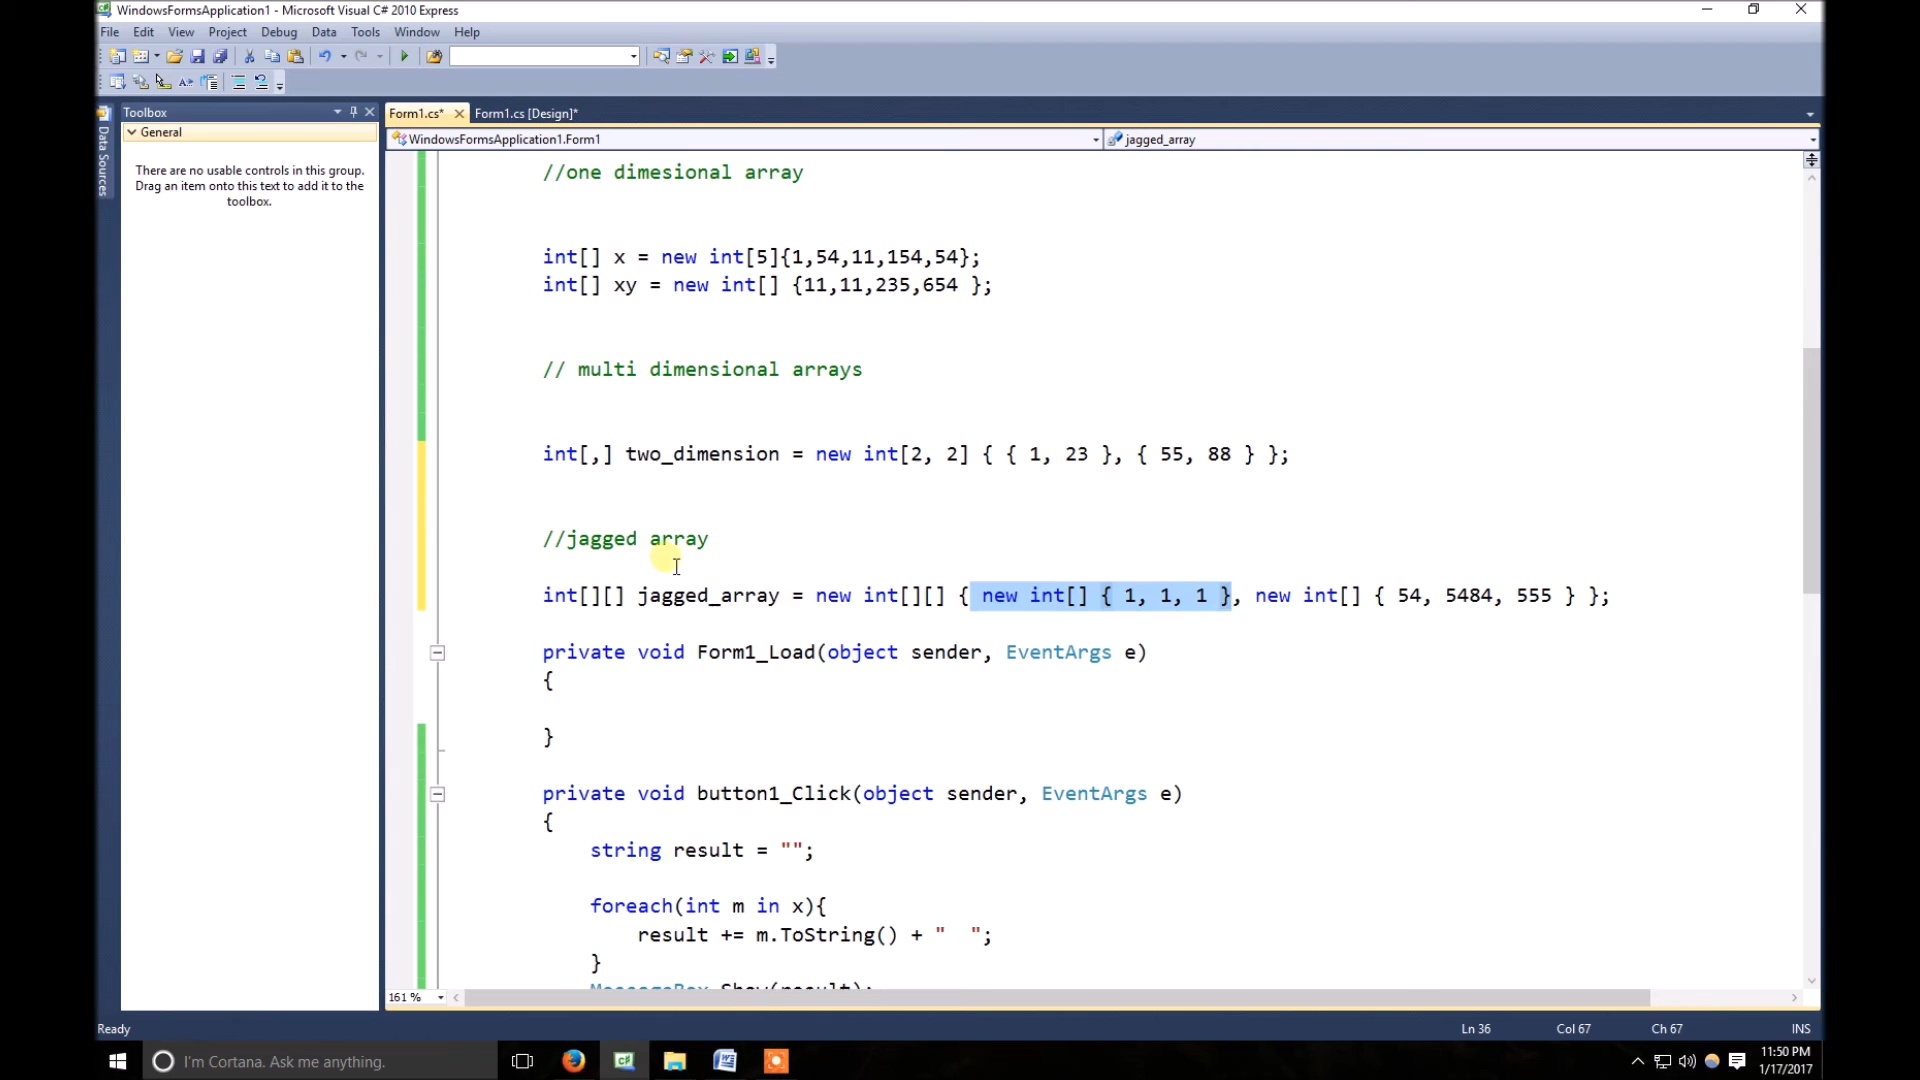 WindowsFormsApplication1 - Microsoft Visual C# 2010 Express
File Edit View Project Debug Data Tools Window Help
Toolbox
General
There are no usable controls in this group.
Drag an item onto this text to add it to the
toolbox.
Data Sources
Form1.cs* Form1.cs [Design]*
WindowsFormsApplication1.Form1 jagged_array
//one dimesional array
int[] x = new int[5]{1,54,11,154,54};
int[] xy = new int[] {11,11,235,654 };
// multi dimensional arrays
int[,] two_dimension = new int[2, 2] { { 1, 23 }, { 55, 88 } };
//jagged array
int[][] jagged_array = new int[][] { new int[] { 1, 1, 1 }, new int[] { 54, 5484, 555 } };
private void Form1_Load(object sender, EventArgs e)
{
}
private void button1_Click(object sender, EventArgs e)
{
string result = "";
foreach(int m in x){
result += m.ToString() + "  ";
}
MessageBox.Show(result);
161 %
Ready Ln 36 Col 67 Ch 67 INS
I'm Cortana. Ask me anything.
11:50 PM
1/17/2017